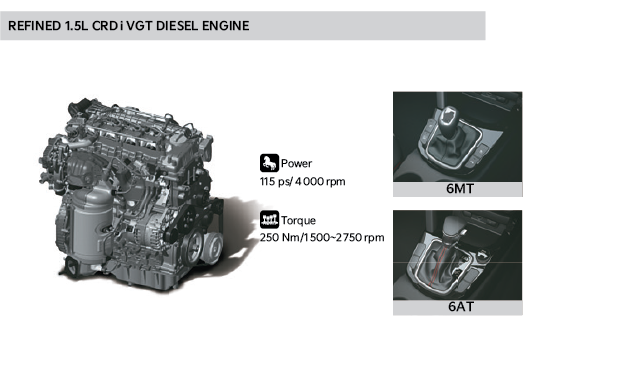 REFINED 1.5L CRDi VGT DIESEL ENGINE
Power
115 ps/4000 rpm
Torque
250 Nm/1500~2750 rpm
6MT
6AT